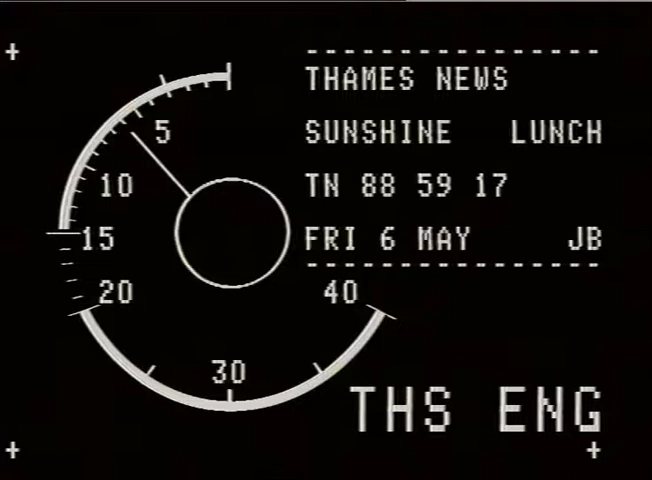 THAMES NEWS
SUNSHINE LUNCH
TN 88 59 17
FRI 6 MAY JB
5
10
15
20
30
40
THS ENG